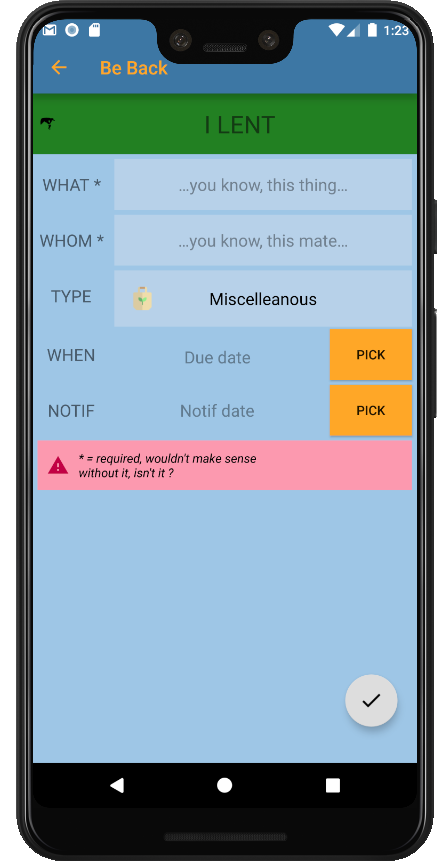 1:23
Be Back
I LENT
WHAT *
...you know, this thing...
WHOM *
...you know, this mate...
TYPE
Miscelleanous
WHEN
Due date
PICK
NOTIF
Notif date
PICK
* = required, wouldn't make sense
without it, isn't it ?